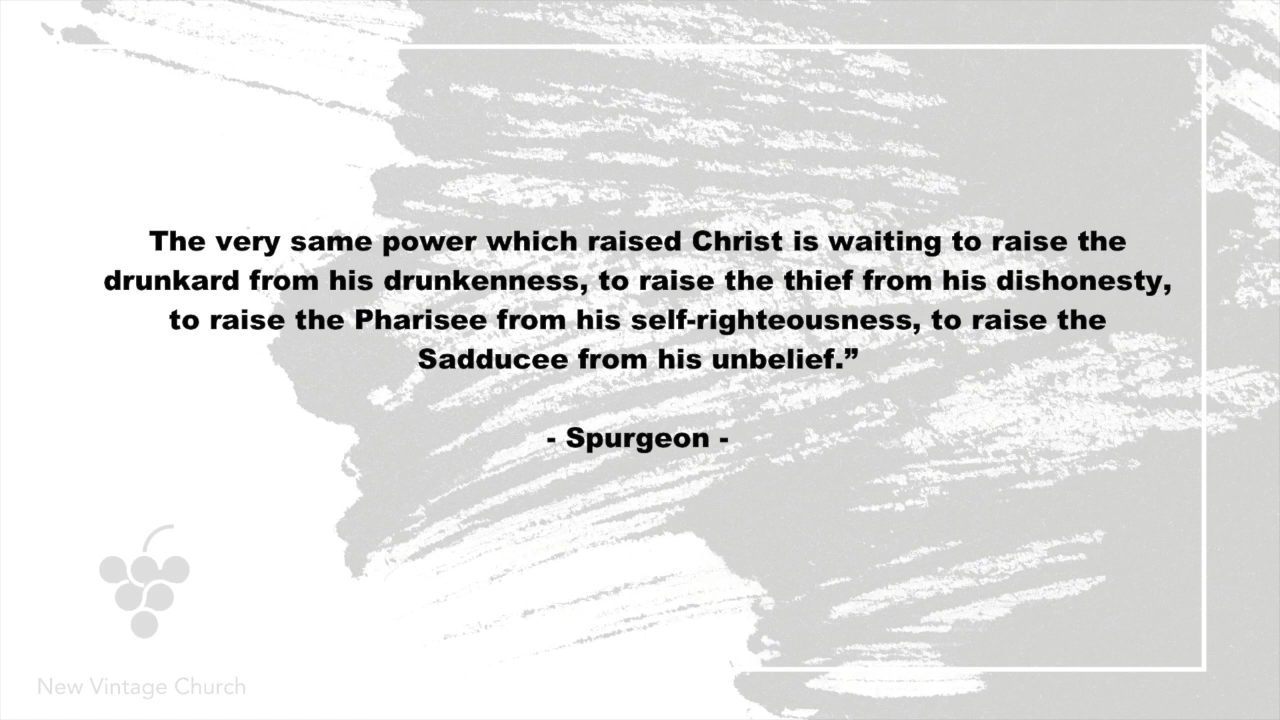 The very same power which raised Christ is waiting to raise the
drunkard from his drunkenness, to raise the thief from his dishonesty,
to raise the Pharisee from his self-righteousness, to raise the
Sadducee from his unbelief.”
- Spurgeon -
New Vintage Church